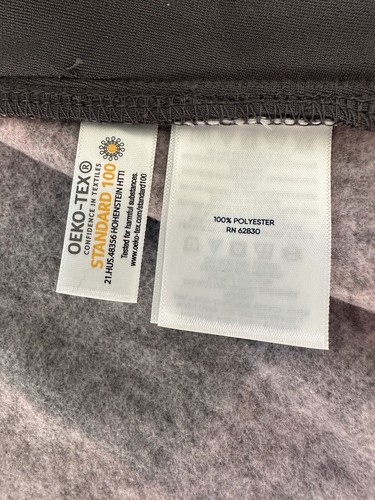 OEKO-TEX®
CONFIDENCE IN TEXTILES
STANDARD 100
21.HUS.48356 HOHENSTEIN HTTI
Tested for harmful substances.
www.oeko-tex.com/standard100
100% POLYESTER
RN 62830